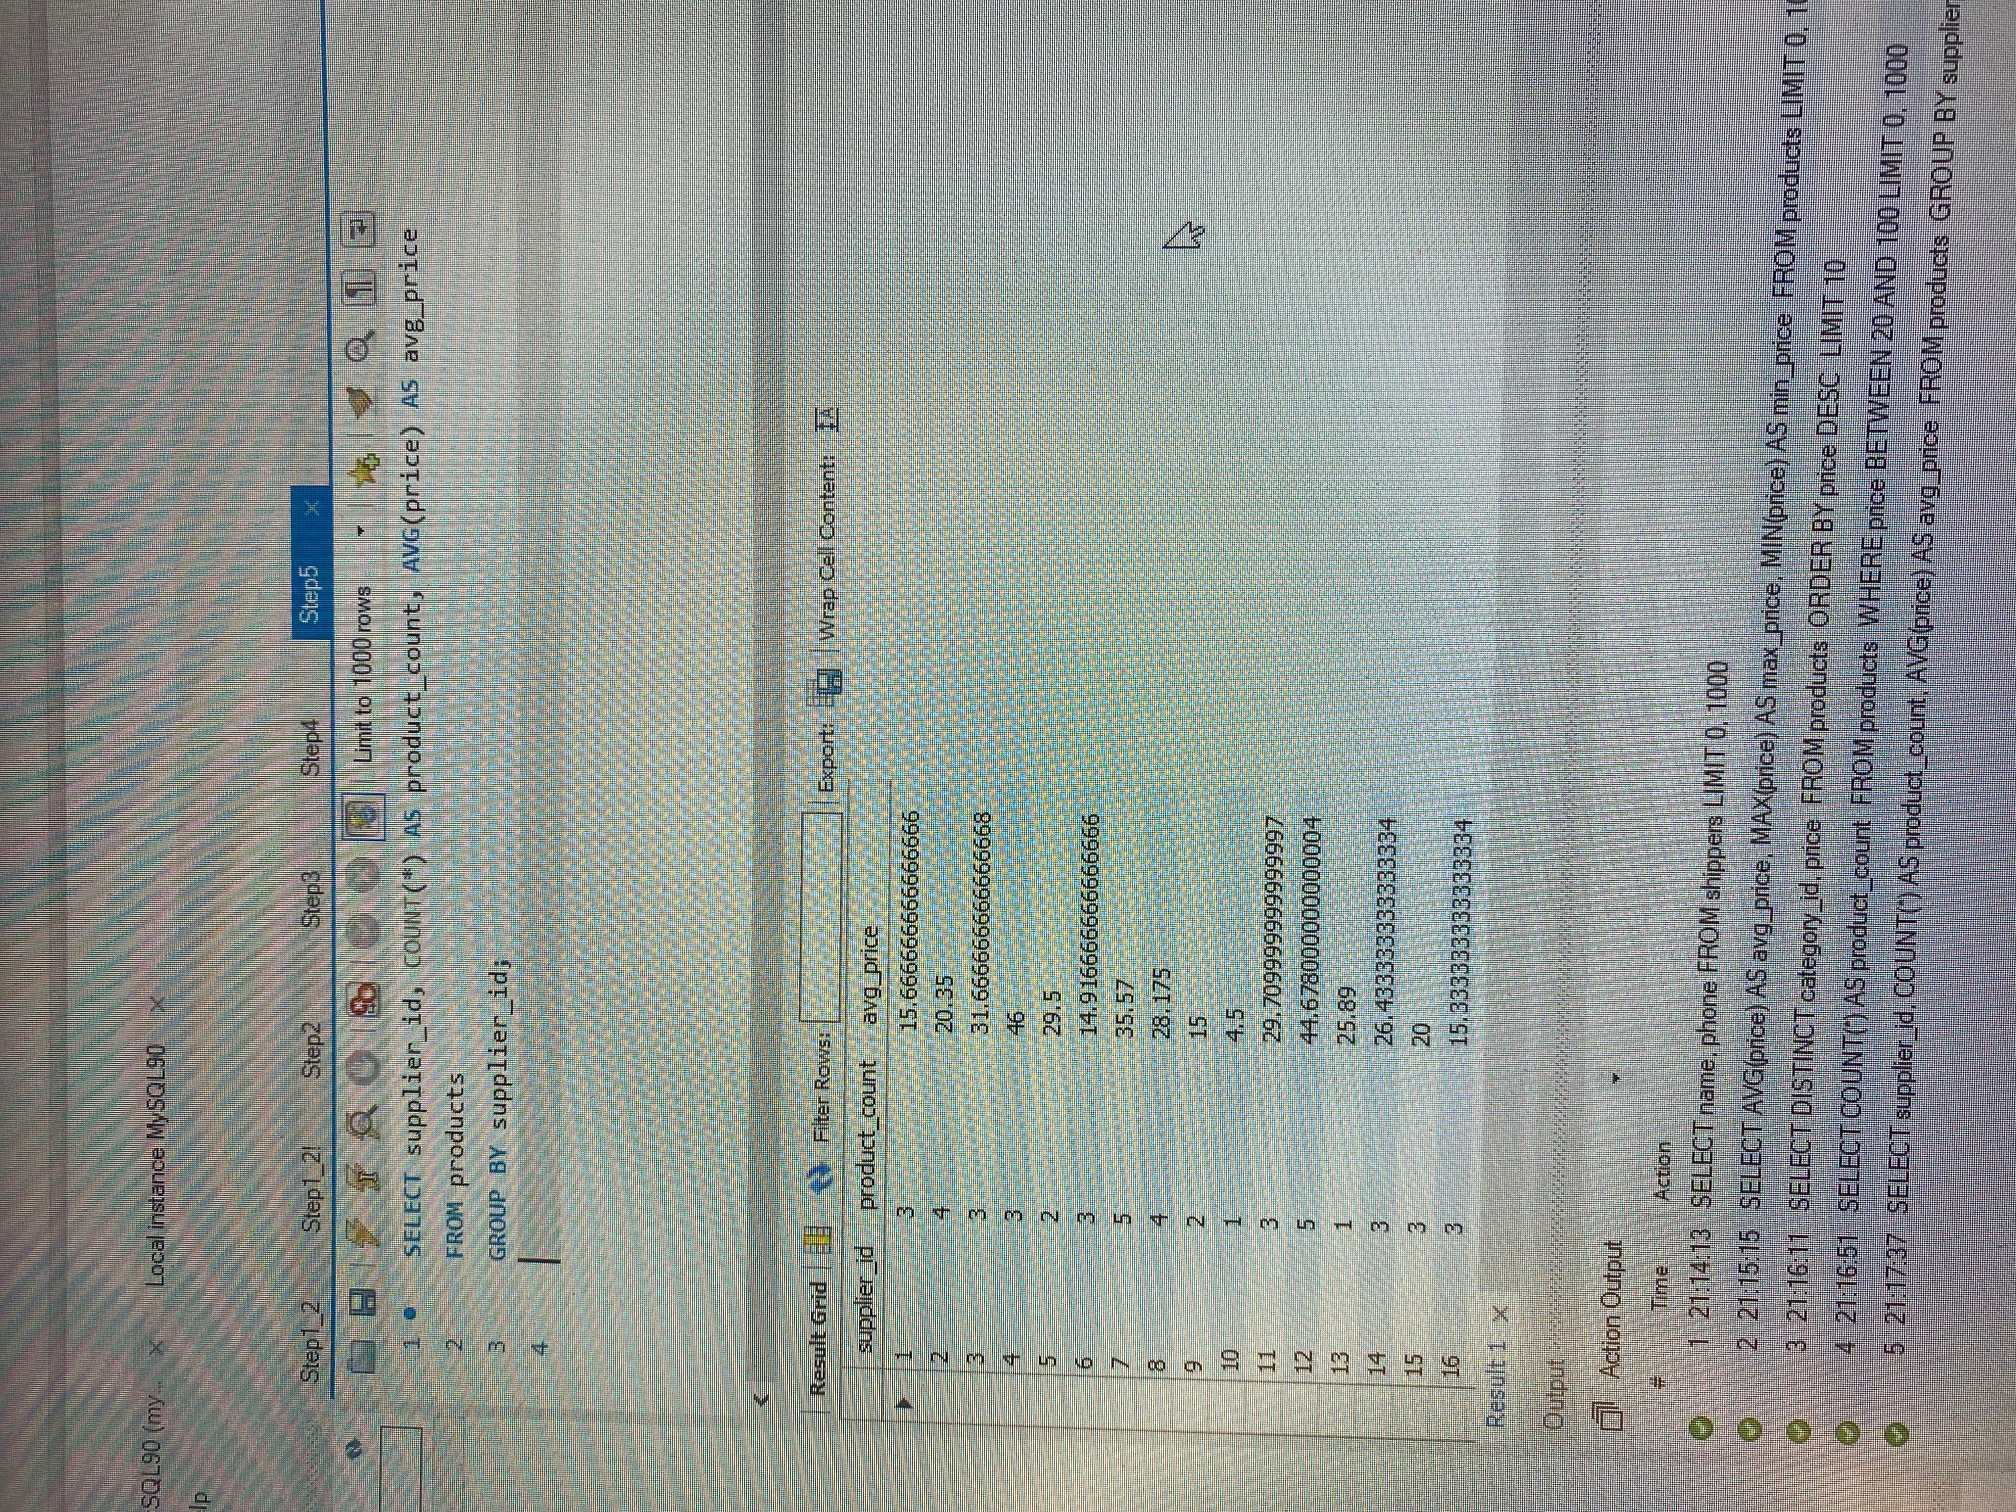 SQL90 (my... Local instance MySQL90
lp
Step1_2 Step1_2! Step2 Step3 Step4 Step5
Limit to 1000 rows
1 SELECT supplier_id, COUNT(*) AS product_count, AVG(price) AS avg_price
2 FROM products
3 GROUP BY supplier_id;
4
Result Grid Filter Rows: Export: Wrap Cell Content: IA
supplier_id product_count avg_price
1 3 15.666666666666666
2 4 20.35
3 3 31.666666666666668
4 3 46
5 2 29.5
6 3 14.916666666666666
7 5 35.57
8 4 28.175
9 2 15
10 1 4.5
11 3 29.709999999999997
12 5 44.678000000000004
13 1 25.89
14 3 26.433333333333334
15 3 20
16 3 15.333333333333334
Result 1
Output
Action Output
# Time Action
1 21:14:13 SELECT name, phone FROM shippers LIMIT 0, 1000
2 21:15:15 SELECT AVG(price) AS avg_price, MAX(price) AS max_price, MIN(price) AS min_price FROM products LIMIT 0, 10
3 21:16:11 SELECT DISTINCT category_id, price FROM products ORDER BY price DESC LIMIT 10
4 21:16:51 SELECT COUNT(*) AS product_count FROM products WHERE price BETWEEN 20 AND 100 LIMIT 0, 1000
5 21:17:37 SELECT supplier_id, COUNT(*) AS product_count, AVG(price) AS avg_price FROM products GROUP BY supplier